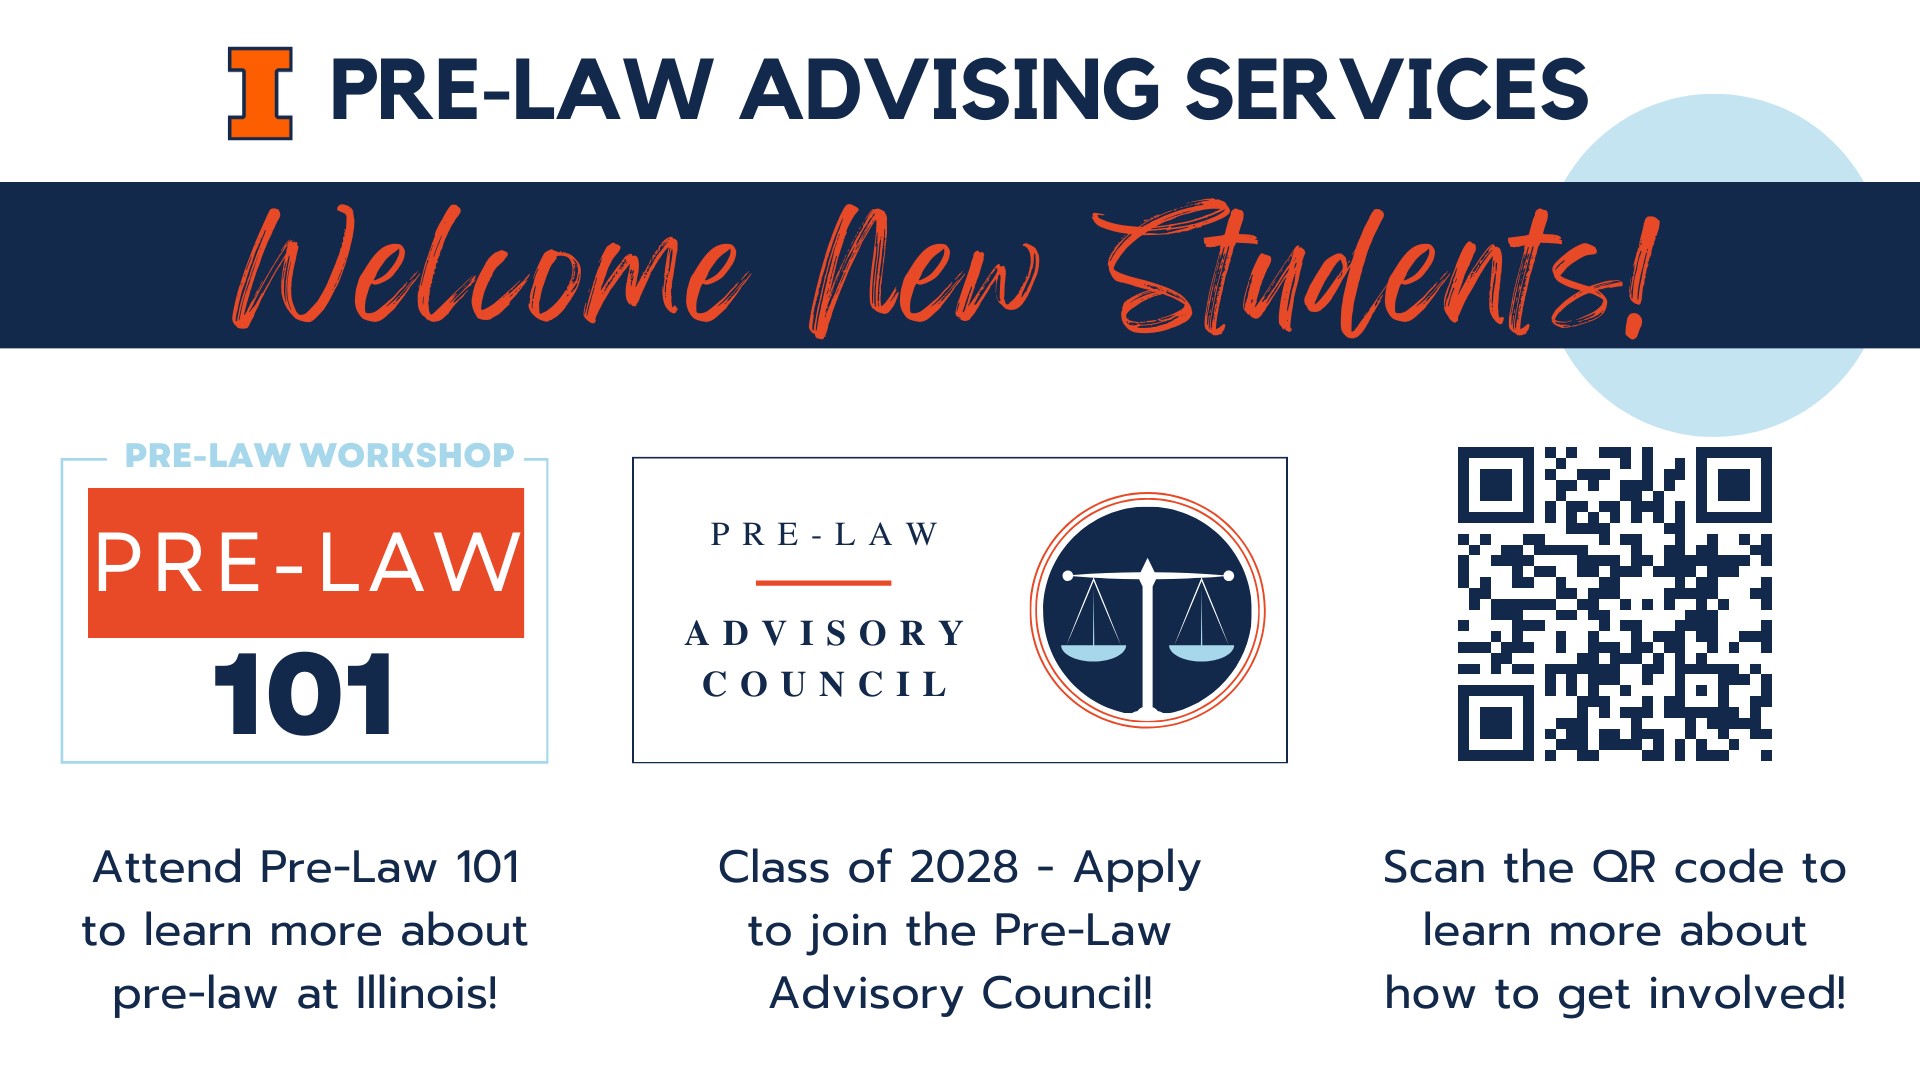 I PRE-LAW ADVISING SERVICES
Welcome New Students!
PRE-LAW WORKSHOP
PRE-LAW
101
PRE-LAW
ADVISORY
COUNCIL
Attend Pre-Law 101
to learn more about
pre-law at Illinois!
Class of 2028 - Apply
to join the Pre-Law
Advisory Council!
Scan the QR code to
learn more about
how to get involved!